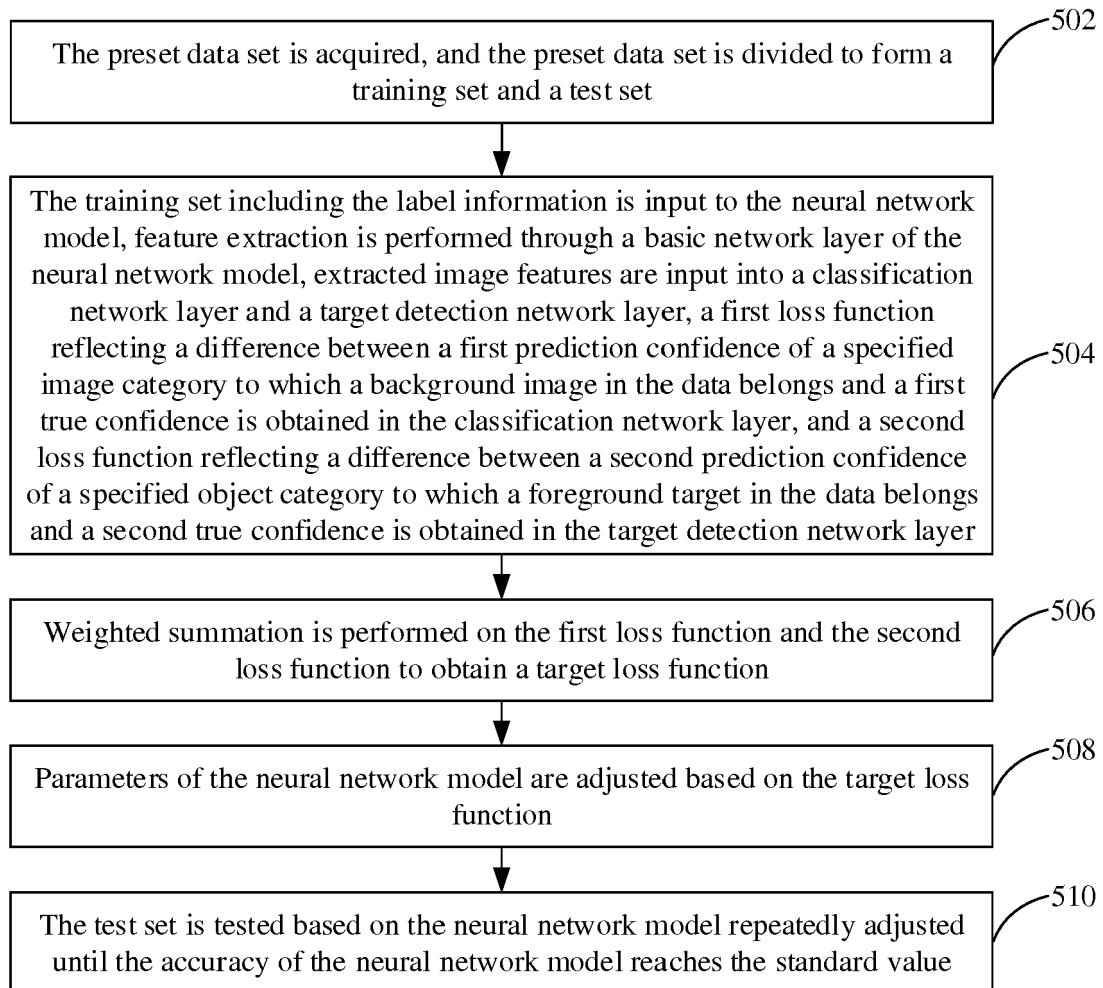 502
The preset data set is acquired, and the preset data set is divided to form a
training set and a test set
The training set including the label information is input to the neural network
model, feature extraction is performed through a basic network layer of the
neural network model, extracted image features are input into a classification
network layer and a target detection network layer, a first loss function
reflecting a difference between a first prediction confidence of a specified
504
image category to which a background image in the data belongs and a first
true confidence is obtained in the classification network layer, and a second
loss function reflecting a difference between a second prediction confidence
of a specified object category to which a foreground target in the data belongs
and a second true confidence is obtained in the target detection network layer
506
Weighted summation is performed on the first loss function and the second
loss function to obtain a target loss function
508
Parameters of the neural network model are adjusted based on the target loss
function
510
The test set is tested based on the neural network model repeatedly adjusted
until the accuracy of the neural network model reaches the standard value